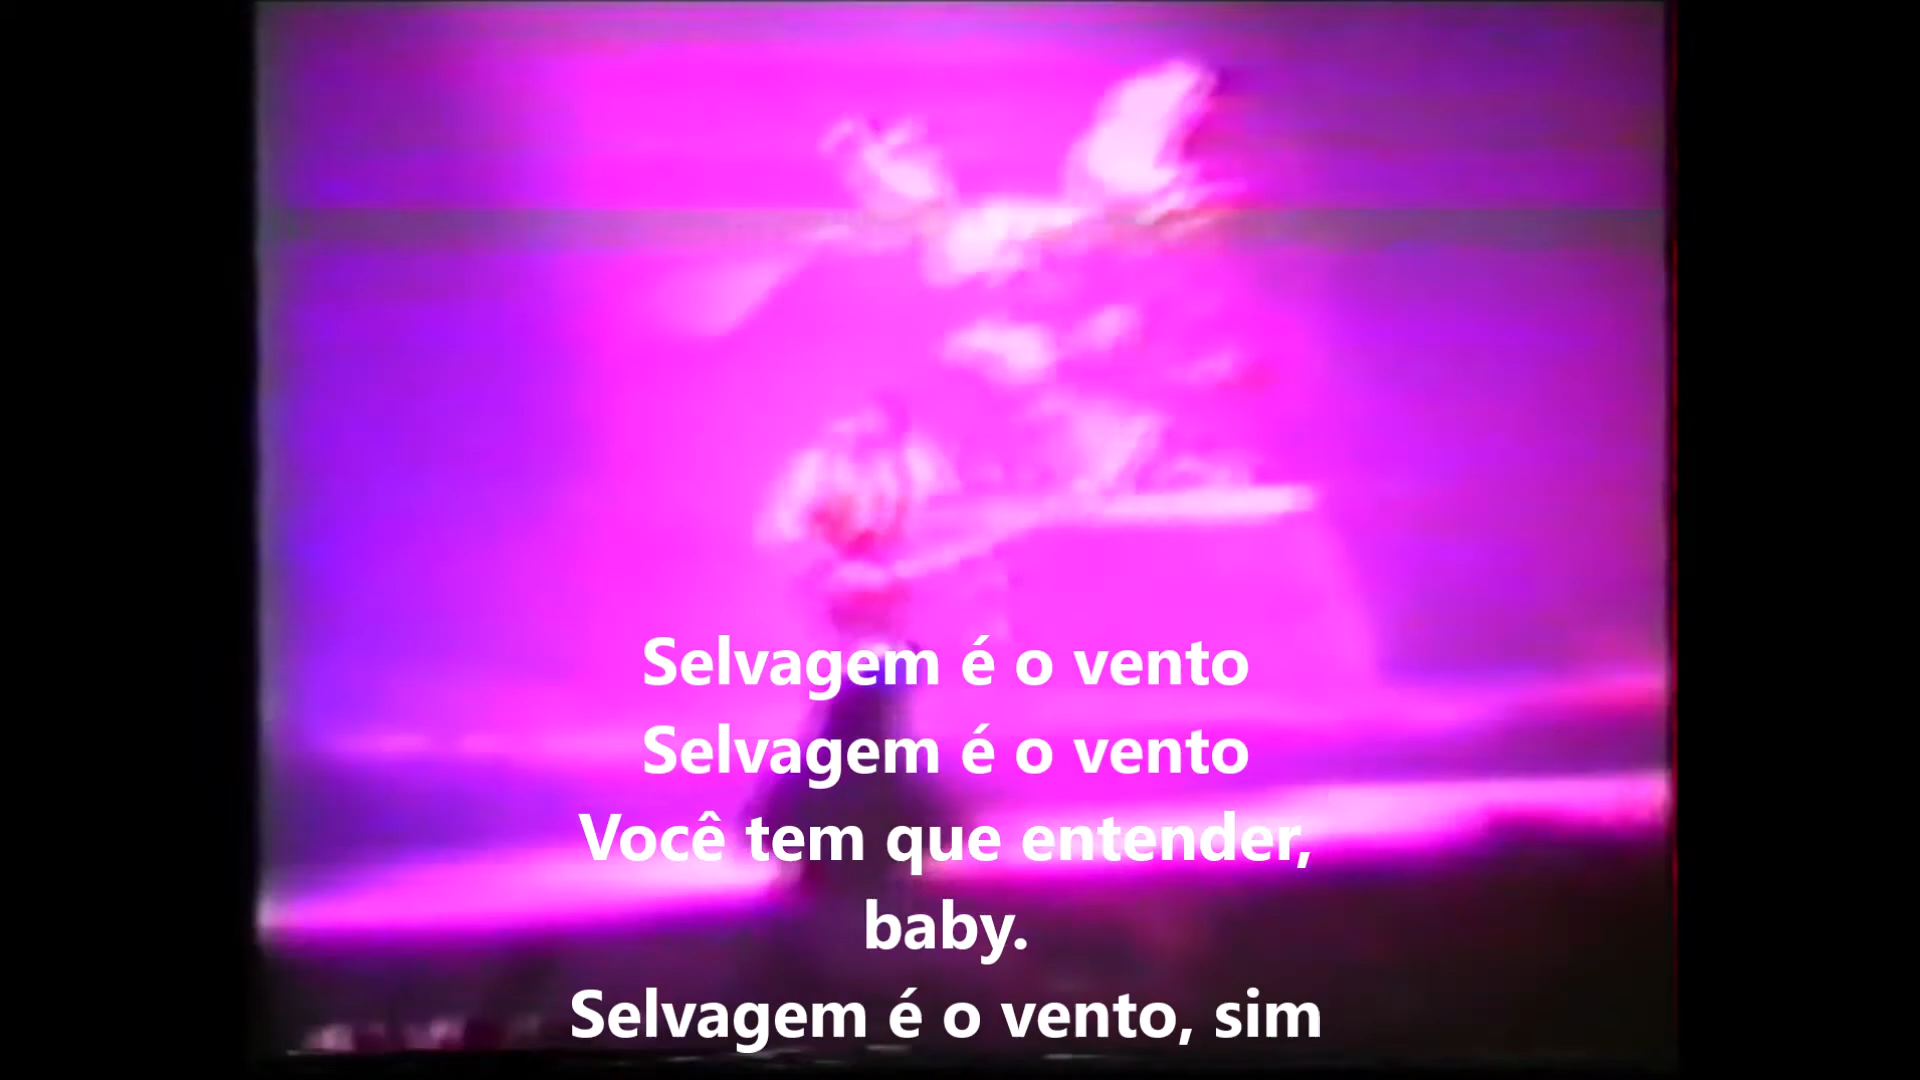 Selvagem é o vento
Selvagem é o vento
Você tem que entender,
baby.
Selvagem é o vento, sim